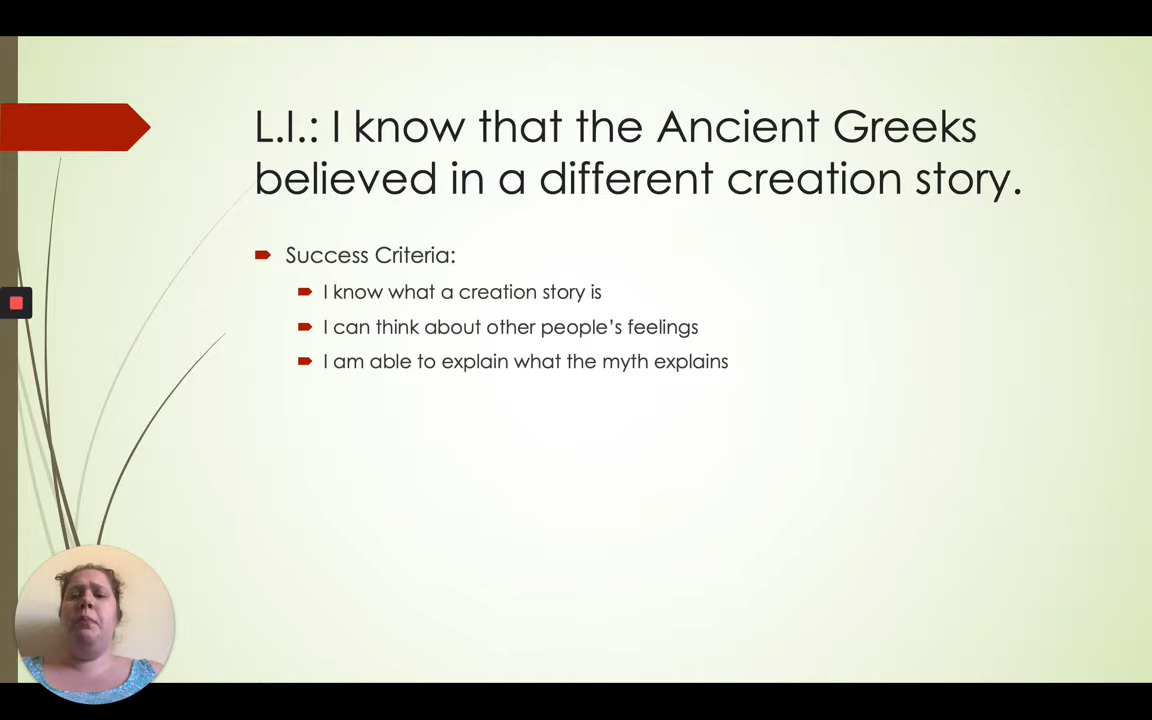 L.I.: I know that the Ancient Greeks
believed in a different creation story.
Success Criteria:
I know what a creation story is
I can think about other people’s feelings
I am able to explain what the myth explains